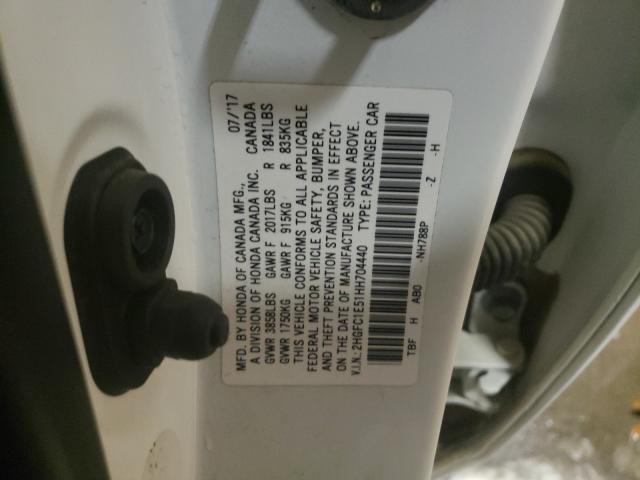 MFD. BY HONDA OF CANADA MFG., 07/'17
A DIVISION OF HONDA CANADA INC. CANADA
GVWR 3858LBS GAWR F 2017LBS R 1841LBS
GVWR 1750KG GAWR F 915KG R 835KG
THIS VEHICLE CONFORMS TO ALL APPLICABLE
FEDERAL MOTOR VEHICLE SAFETY, BUMPER,
AND THEFT PREVENTION STANDARDS IN EFFECT
ON THE DATE OF MANUFACTURE SHOWN ABOVE.
V.I.N.: 2HGFC1E51HH704440 TYPE: PASSENGER CAR
TBF H AB0 -NH788P -Z -H